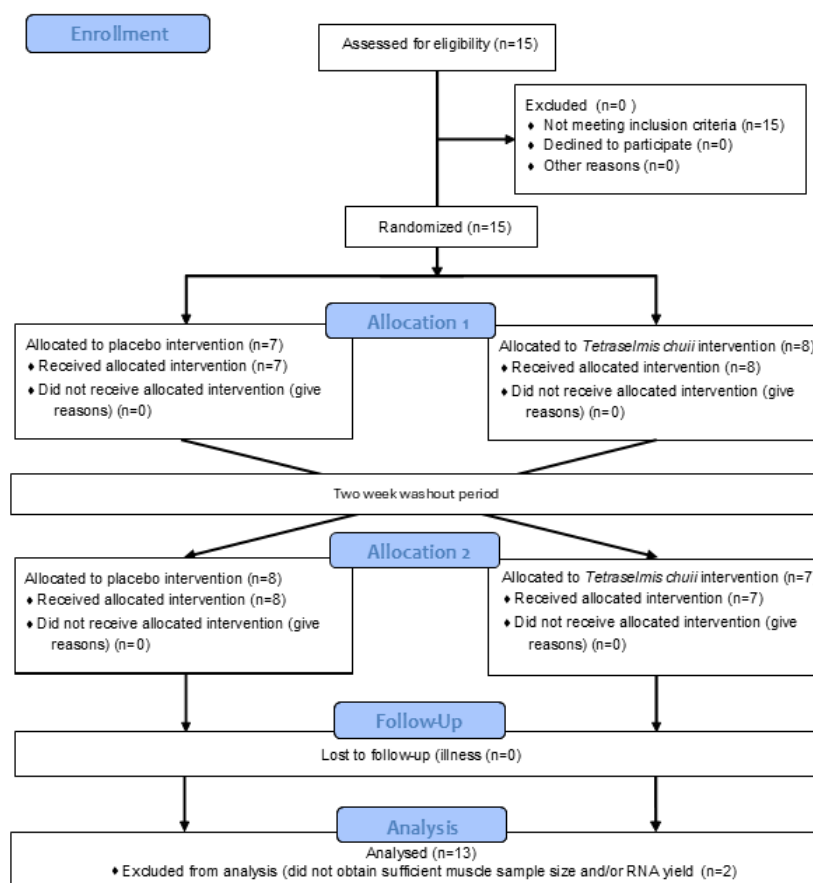 Enrollment
Assessed for eligibility (n=15)
Excluded (n=0 )
♦ Not meeting inclusion criteria (n=15)
♦ Declined to participate (n=0)
♦ Other reasons (n=0)
Randomized (n=15)
Allocation 1
Allocated to placebo intervention (n=7)
♦ Received allocated intervention (n=7)
♦ Did not receive allocated intervention (give
reasons) (n=0)
Allocated to Tetraselmis chuii intervention (n=8)
♦ Received allocated intervention (n=8)
♦ Did not receive allocated intervention (give
reasons) (n=0)
Two week washout period
Allocation 2
Allocated to placebo intervention (n=8)
♦ Received allocated intervention (n=8)
♦ Did not receive allocated intervention (give
reasons) (n=0)
Allocated to Tetraselmis chuii intervention (n=7
♦ Received allocated intervention (n=7)
♦ Did not receive allocated intervention (give
reasons) (n=0)
Follow-Up
Lost to follow-up (illness (n=0)
Analysis
Analysed (n=13)
♦ Excluded from analysis (did not obtain sufficient muscle sample size and/or RNA yield (n=2)